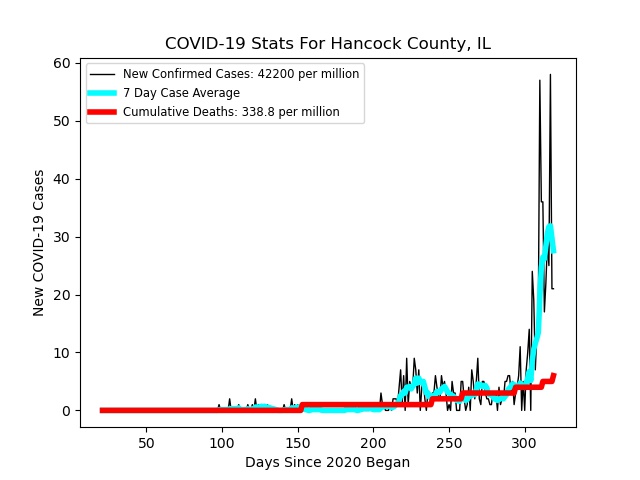 COVID-19 Stats For Hancock County, IL
New Confirmed Cases: 42200 per million
7 Day Case Average
Cumulative Deaths: 338.8 per million
60
50
40
30
20
10
0
New COVID-19 Cases
50 100 150 200 250 300
Days Since 2020 Began